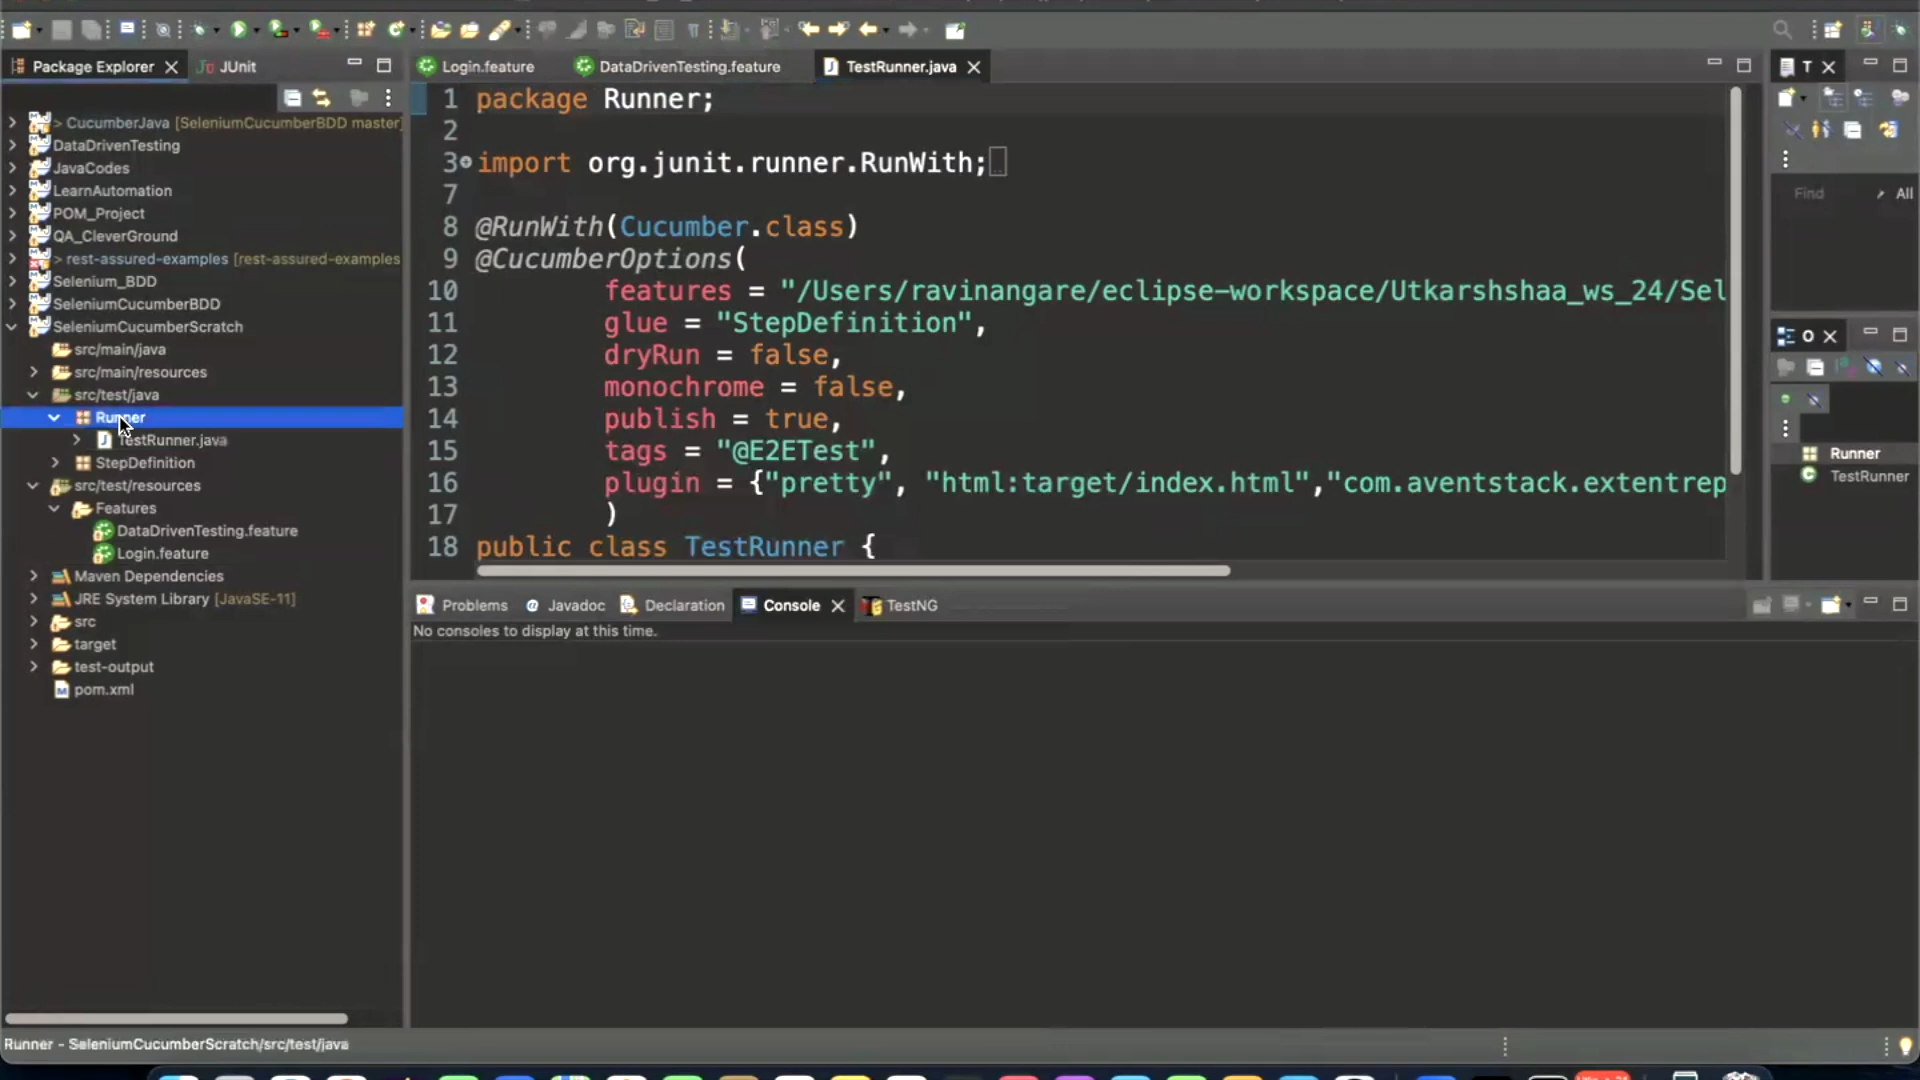 Package Explorer
JUnit
> CucumberJava [SeleniumCucumberBDD master]
DataDrivenTesting
JavaCodes
LearnAutomation
POM_Project
QA_CleverGround
> rest-assured-examples [rest-assured-examples
Selenium_BDD
SeleniumCucumberBDD
SeleniumCucumberScratch
src/main/java
src/main/resources
src/test/java
Runner
TestRunner.java
StepDefinition
src/test/resources
Features
DataDrivenTesting.feature
Login.feature
Maven Dependencies
JRE System Library [JavaSE-11]
src
target
test-output
pom.xml
Login.feature
DataDrivenTesting.feature
TestRunner.java
1 package Runner;
2
3 import org.junit.runner.RunWith;
7
8 @RunWith(Cucumber.class)
9 @CucumberOptions(
10 features = "/Users/ravinangare/eclipse-workspace/Utkarshshaa_ws_24/Sel
11 glue = "StepDefinition",
12 dryRun = false,
13 monochrome = false,
14 publish = true,
15 tags = "@E2ETest",
16 plugin = {"pretty", "html:target/index.html","com.aventstack.extentrep
17 )
18 public class TestRunner {
T
Find
All
O
Runner
TestRunner
Problems
Javadoc
Declaration
Console
TestNG
No consoles to display at this time.
Runner - SeleniumCucumberScratch/src/test/java